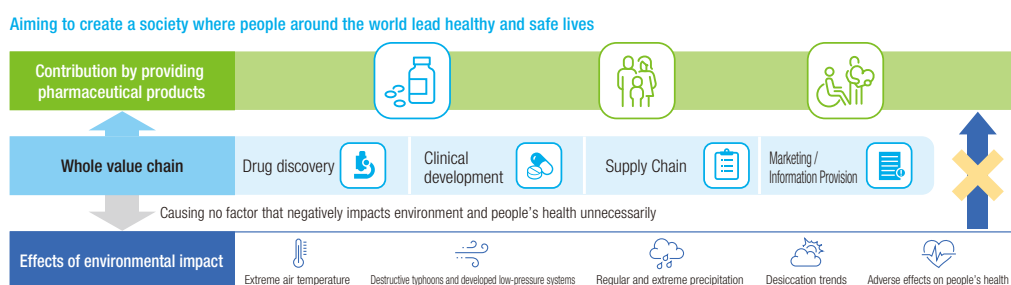 Aiming to create a society where people around the world lead healthy and safe lives
Contribution by providing
pharmaceutical products
Whole value chain
Drug discovery
Clinical
development
Supply Chain
Marketing /
Information Provision
Causing no factor that negatively impacts environment and people's health unnecessarily
Effects of environmental impact
Extreme air temperature
Destructive typhoons and developed low-pressure systems
Regular and extreme precipitation
Desiccation trends
Adverse effects on people's health